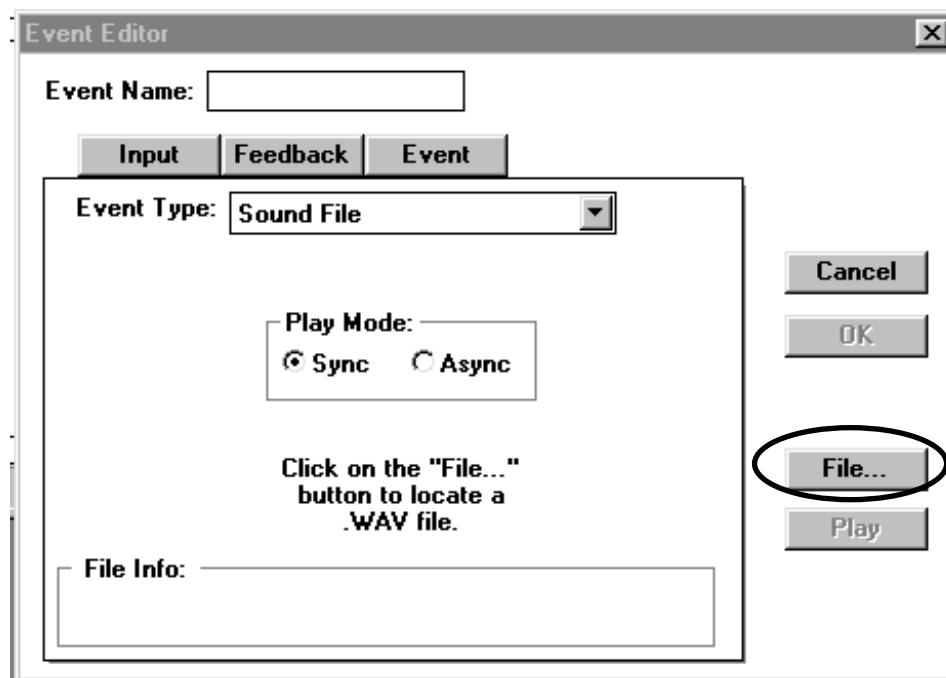 Event Editor
Event Name:
Input Feedback Event
Event Type: Sound File
Cancel
Play Mode:
OK
Sync Async
Click on the "File..."
button to locate a
.WAV file.
File...
Play
File Info: